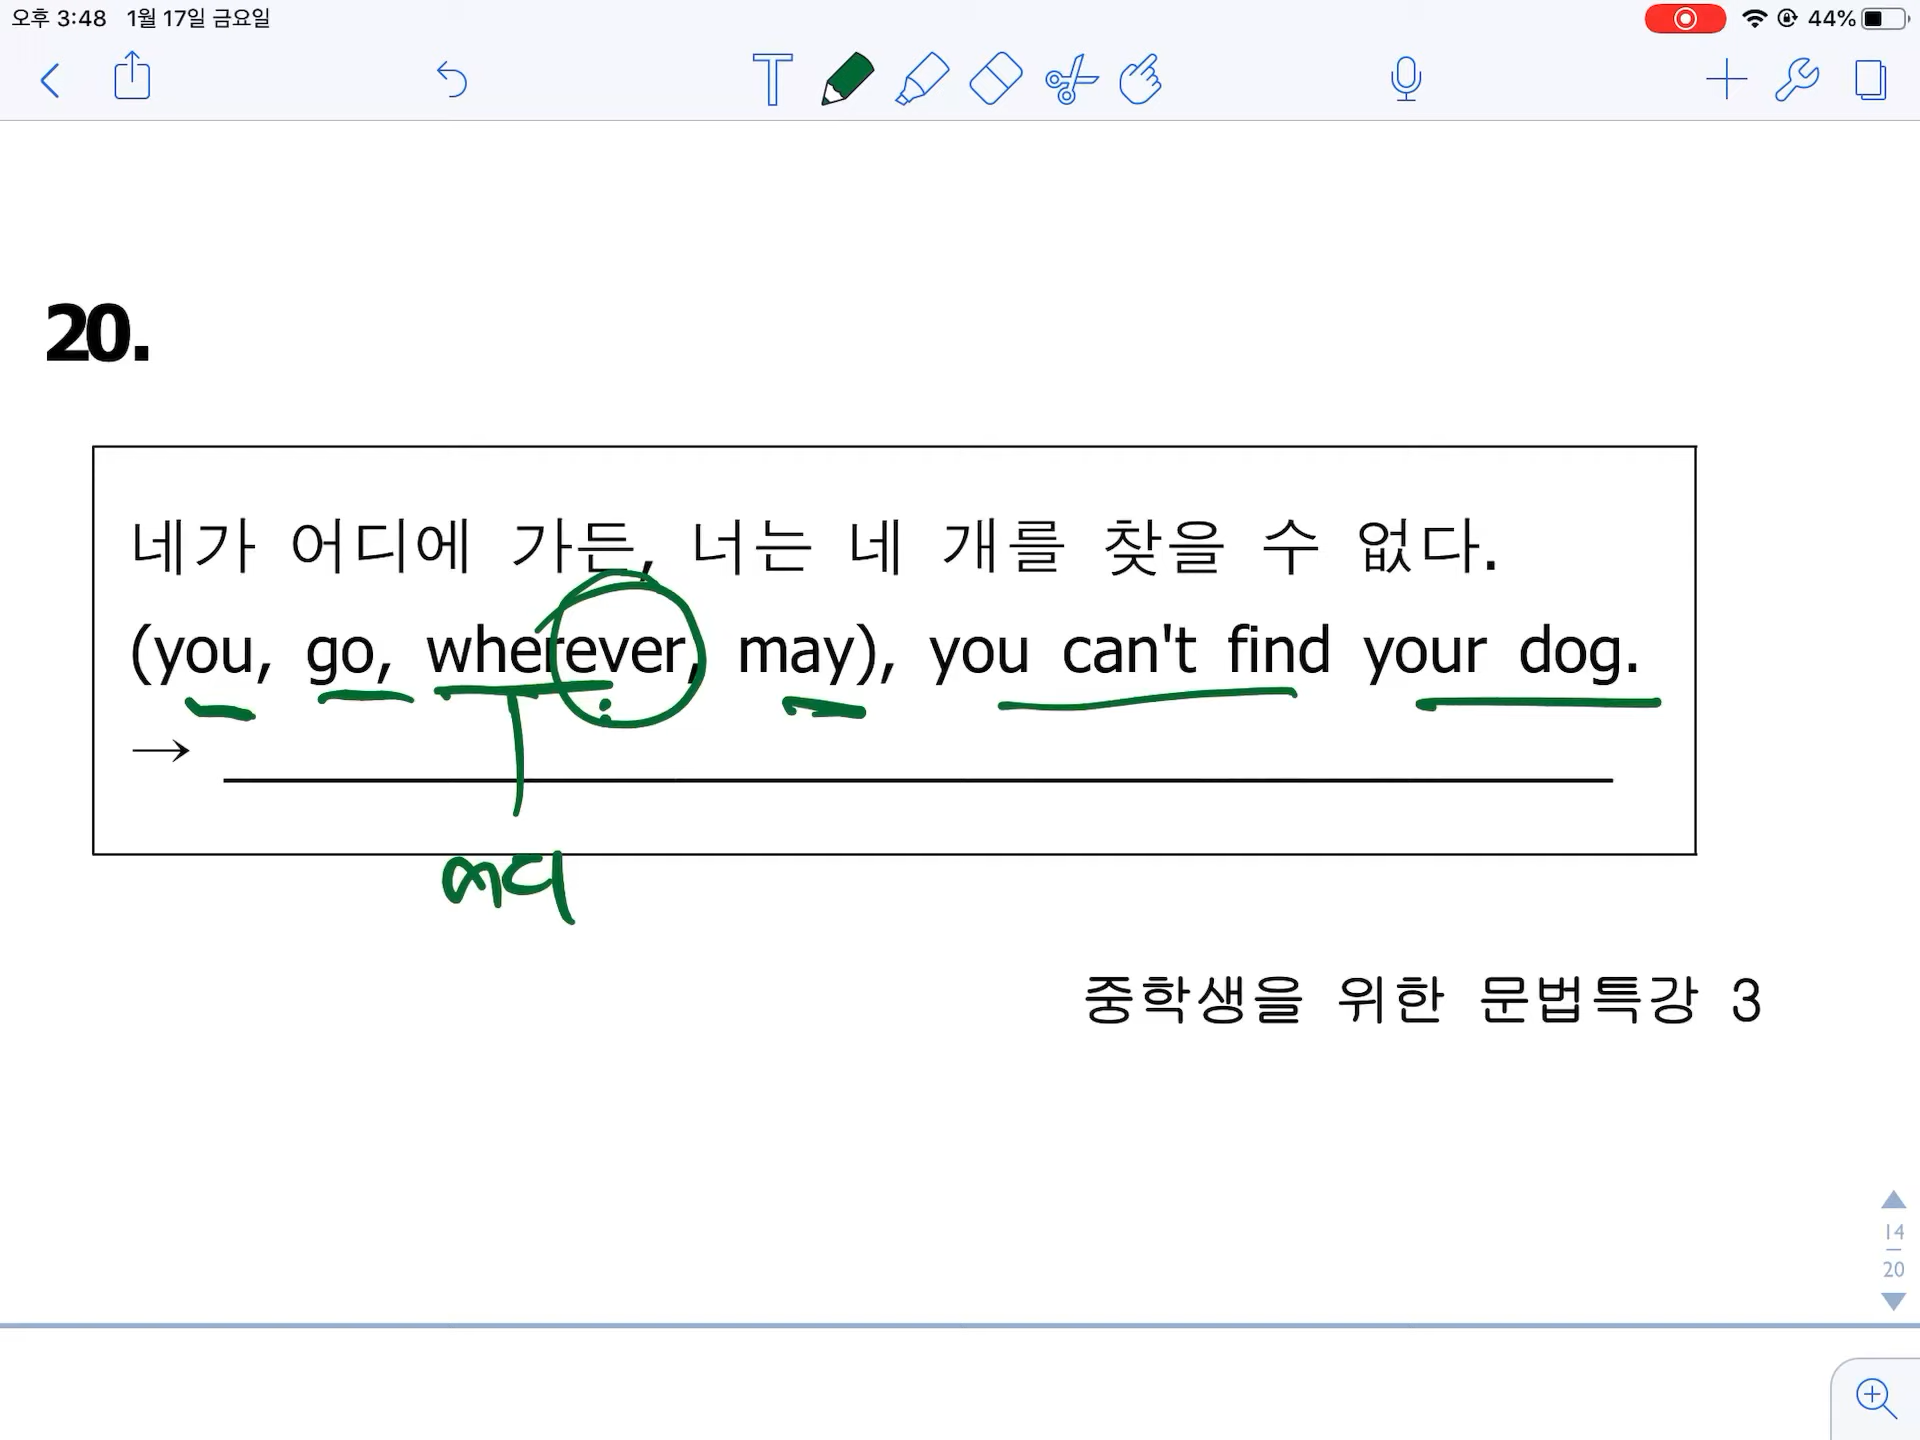 오후 3:48 1월 17일 금요일 44%
20.
네가 어디에 가든, 너는 네 개를 찾을 수 없다.
(you, go, wherever, may), you can't find your dog.
→
어디
중학생을 위한 문법특강 3
14
20